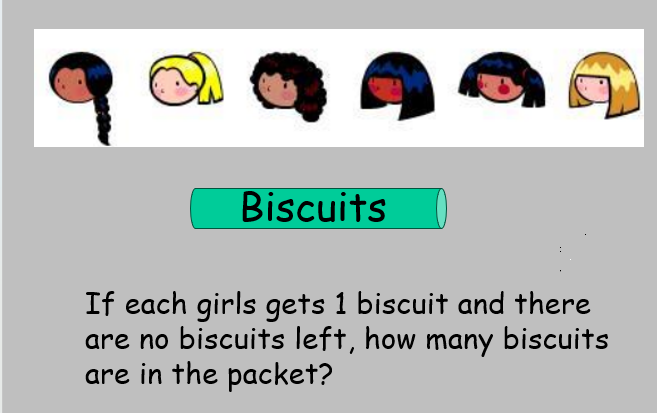 Biscuits
If each girls gets 1 biscuit and there
are no biscuits left, how many biscuits
are in the packet?